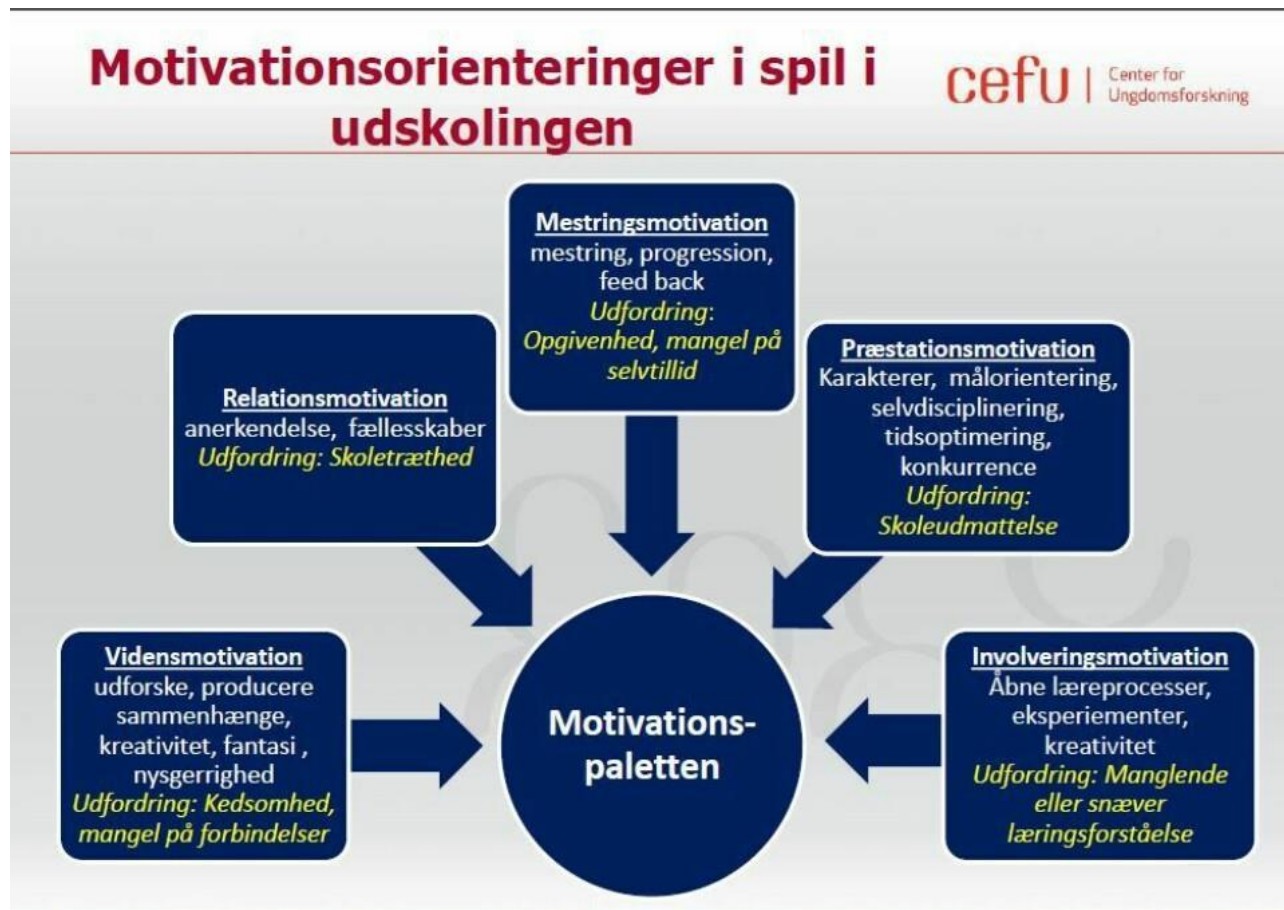 Motivationsorienteringer i spil i
udskolingen
cefu | Center for
Ungdomsforskning
Mestringsmotivation
mestring, progression,
feed back
Udfordring:
Opgivenhed, mangel på
selvtillid
Relationsmotivation
anerkendelse, fællesskaber
Udfordring: Skoletræthed
Præstationsmotivation
Karakterer, målorientering,
selvdisciplinering,
tidsoptimering,
konkurrence
Udfordring:
Skoleudmattelse
Vidensmotivation
udforske, producere
sammenhænge,
kreativitet, fantasi ,
nysgerrighed
Udfordring: Kedsomhed,
mangel på forbindelser
Motivations-
paletten
Involveringsmotivation
Åbne læreprocesser,
eksperiementer,
kreativitet
Udfordring: Manglende
eller snæver
læringsforståelse